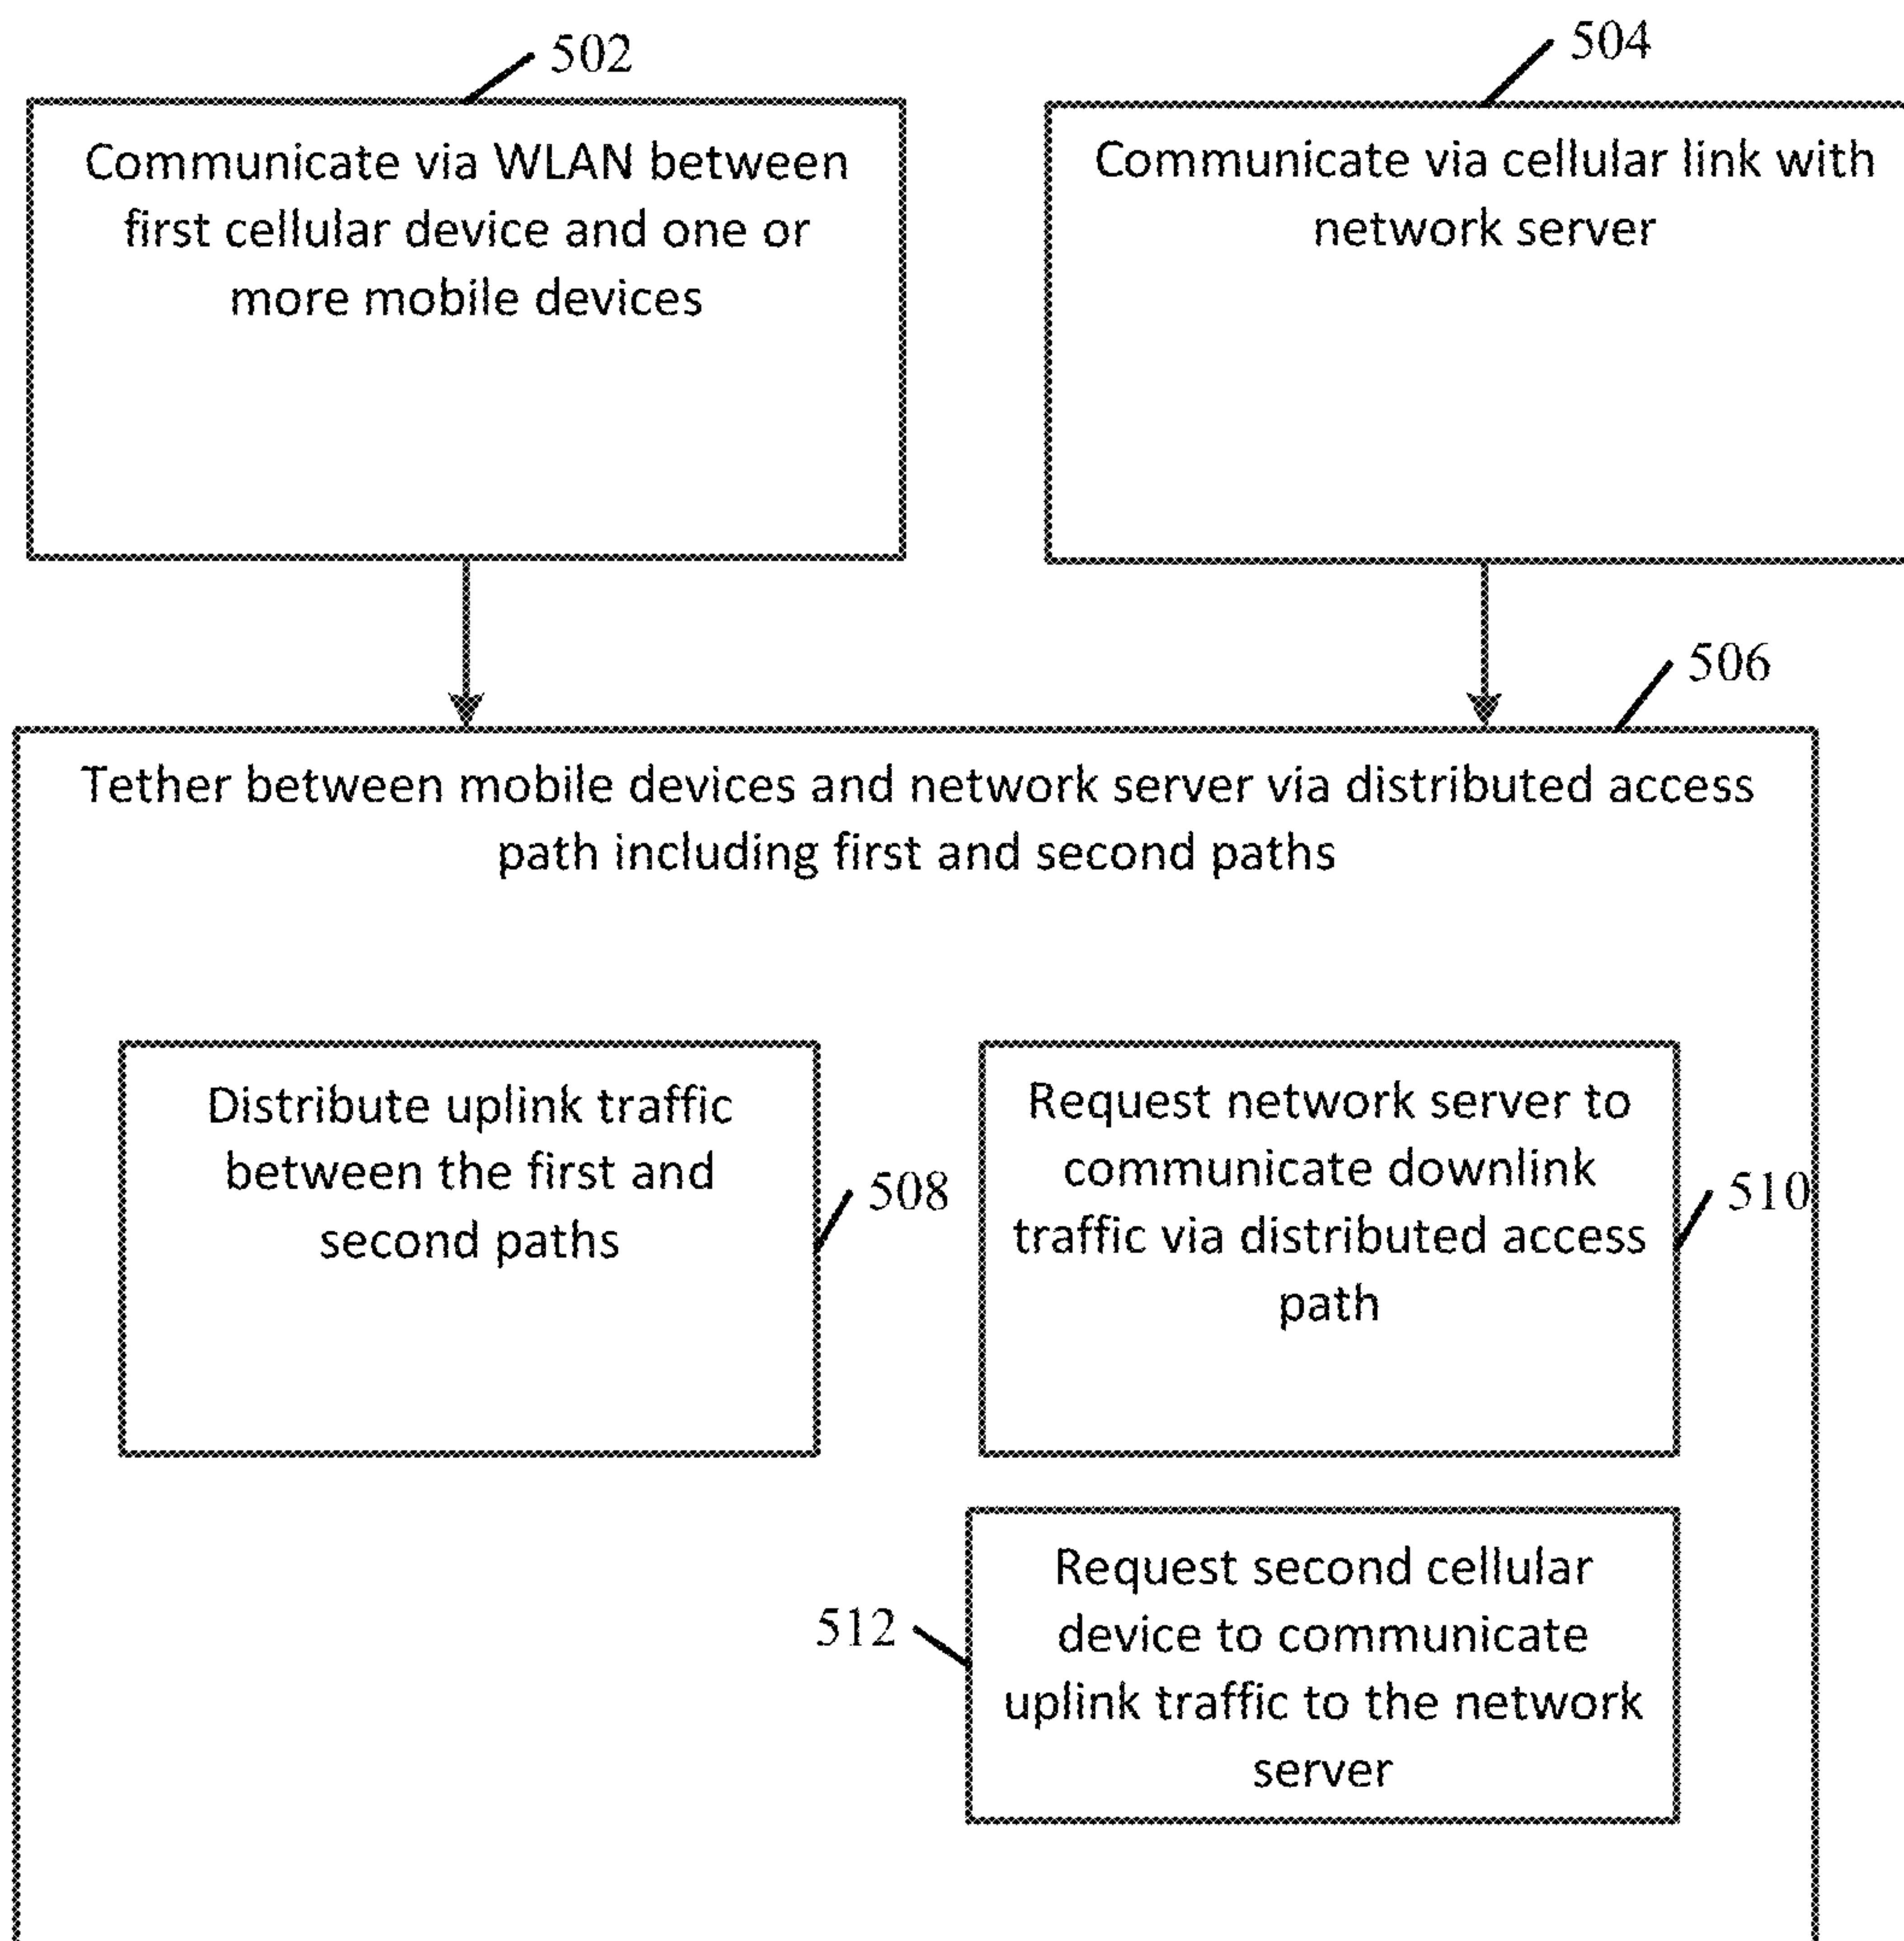 502
Communicate via WLAN between
first cellular device and one or
more mobile devices
504
Communicate via cellular link with
network server
506
Tether between mobile devices and network server via distributed access
path including first and second paths
Distribute uplink traffic
between the first and
second paths
508
Request network server to
communicate downlink
traffic via distributed access
path
510
512
Request second cellular
device to communicate
uplink traffic to the network
server